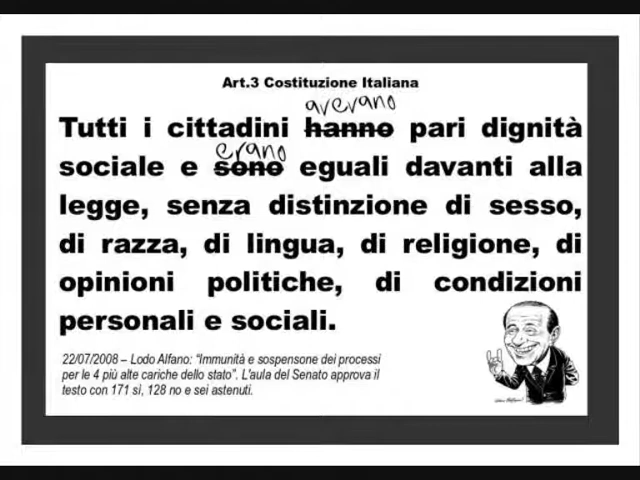 Art.3 Costituzione Italiana
avevano
Tutti i cittadini hanno pari dignità
erano
sociale e sono eguali davanti alla
legge, senza distinzione di sesso,
di razza, di lingua, di religione, di
opinioni politiche, di condizioni
personali e sociali.
22/07/2008 – Lodo Alfano: “Immunità e sospensone dei processi
per le 4 più alte cariche dello stato”. L'aula del Senato approva il
testo con 171 sì, 128 no e sei astenuti.